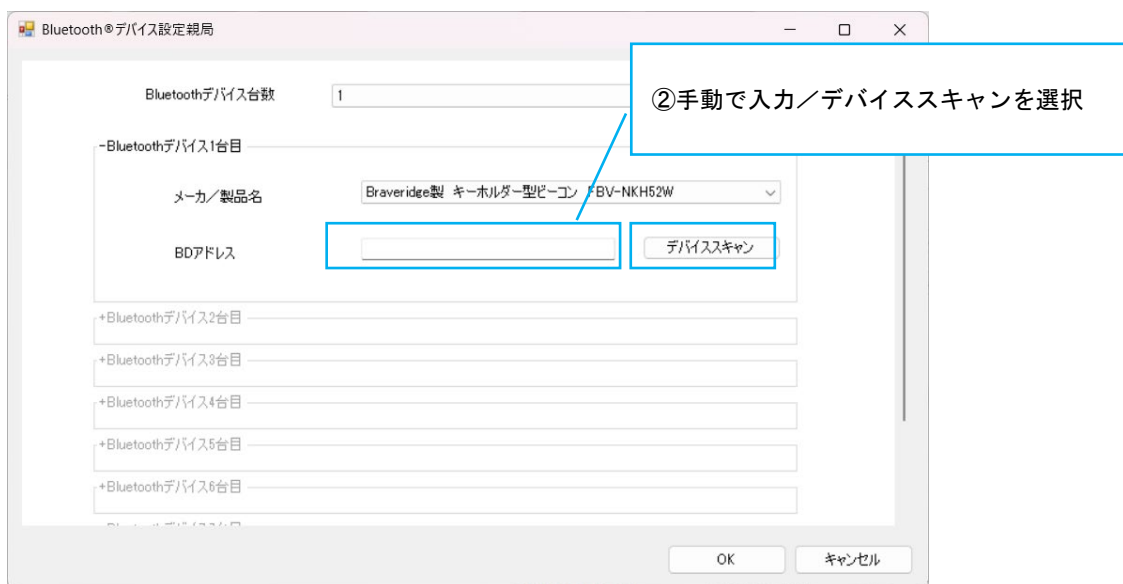 Bluetooth®デバイス設定親局
Bluetoothデバイス台数
1
②手動で入力／デバイススキャンを選択
-Bluetoothデバイス1台目
メーカ／製品名
Braveridge製 キーホルダー型ビーコン FBV-NKH52W
BDアドレス
デバイススキャン
+Bluetoothデバイス2台目
+Bluetoothデバイス3台目
+Bluetoothデバイス4台目
+Bluetoothデバイス5台目
+Bluetoothデバイス6台目
OK
キャンセル